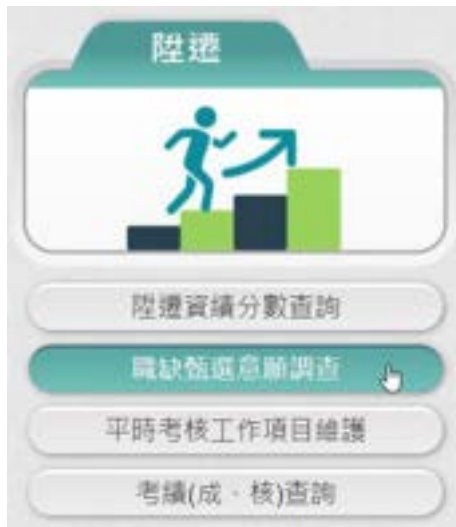 陞遷
陞遷資績分數查詢
職缺甄選意願調查
平時考核工作項目維護
考績(成、核)查詢